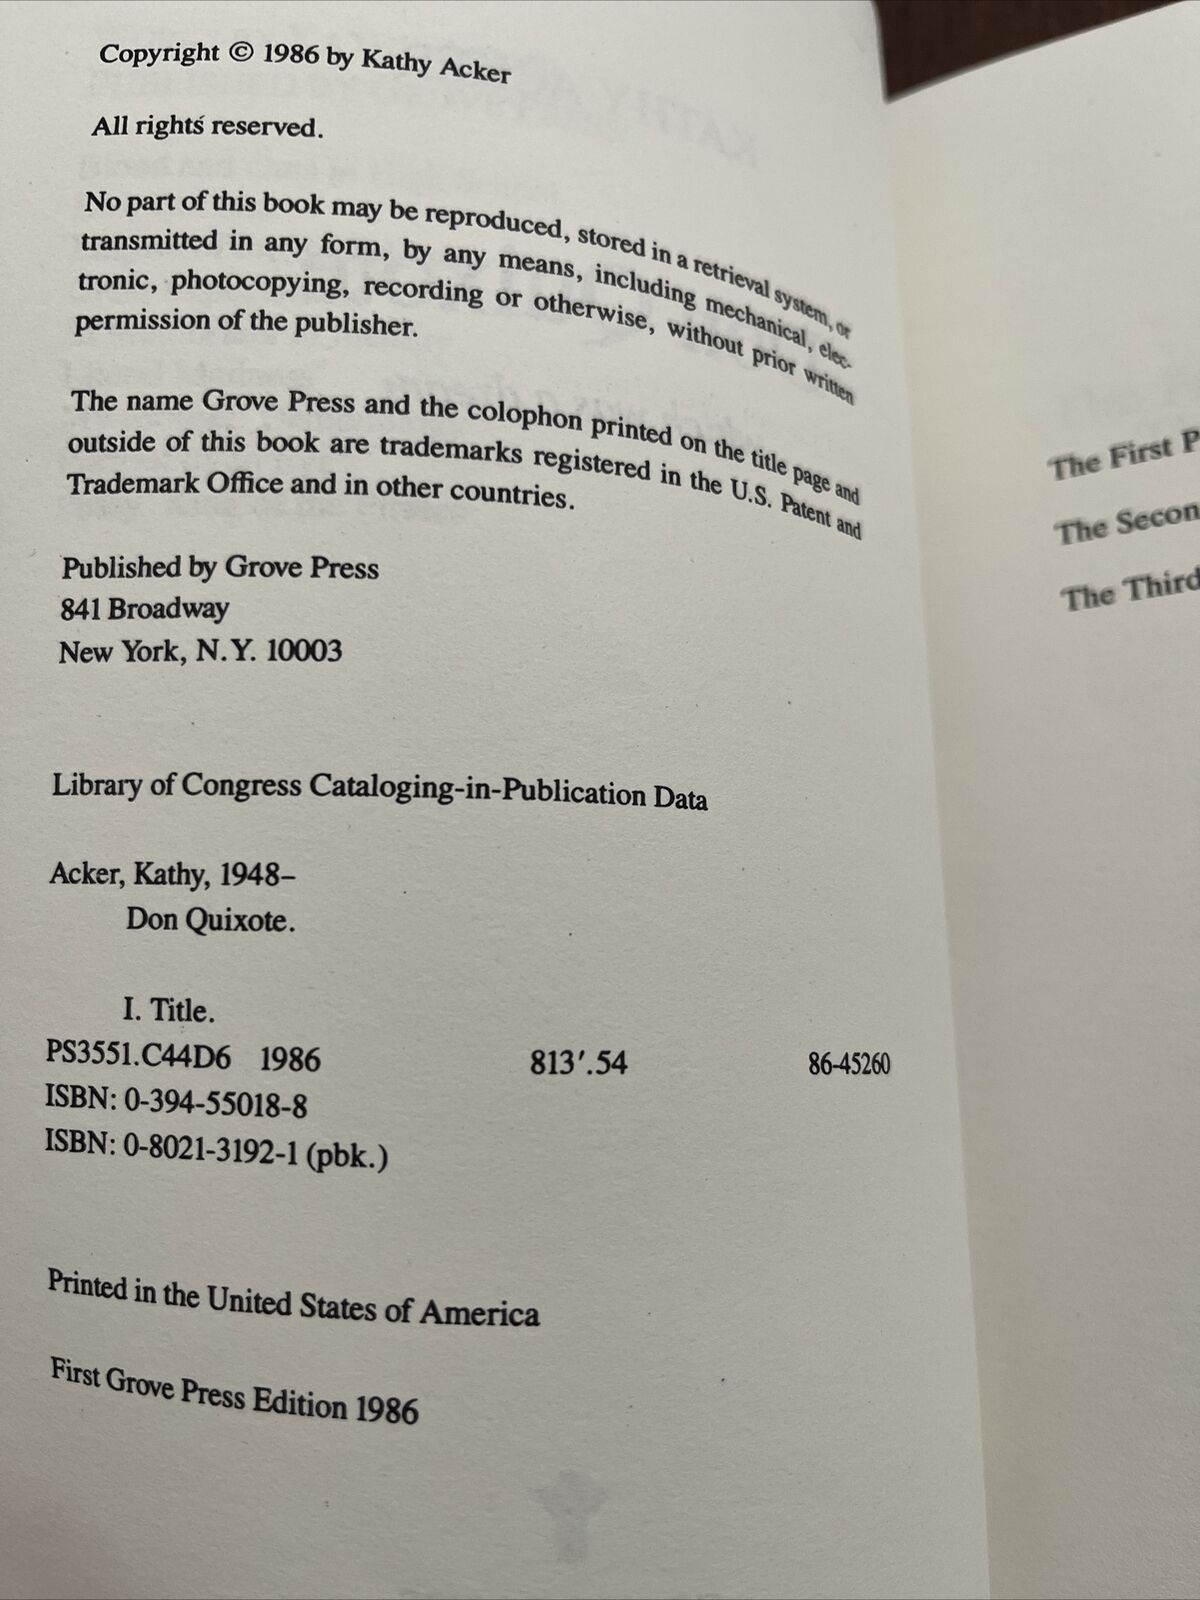 Copyright © 1986 by Kathy Acker
All rights reserved.
No part of this book may be reproduced, stored in a retrieval system, or
transmitted in any form, by any means, including mechanical, elec-
tronic, photocopying, recording or otherwise, without prior written
permission of the publisher.
The name Grove Press and the colophon printed on the title page and
outside of this book are trademarks registered in the U.S. Patent and
Trademark Office and in other countries.
Published by Grove Press
841 Broadway
New York, N.Y. 10003
Library of Congress Cataloging-in-Publication Data
Acker, Kathy, 1948–
Don Quixote.
I. Title.
PS3551.C44D6 1986 813′.54 86-45260
ISBN: 0-394-55018-8
ISBN: 0-8021-3192-1 (pbk.)
Printed in the United States of America
First Grove Press Edition 1986
The First P
The Secon
The Third